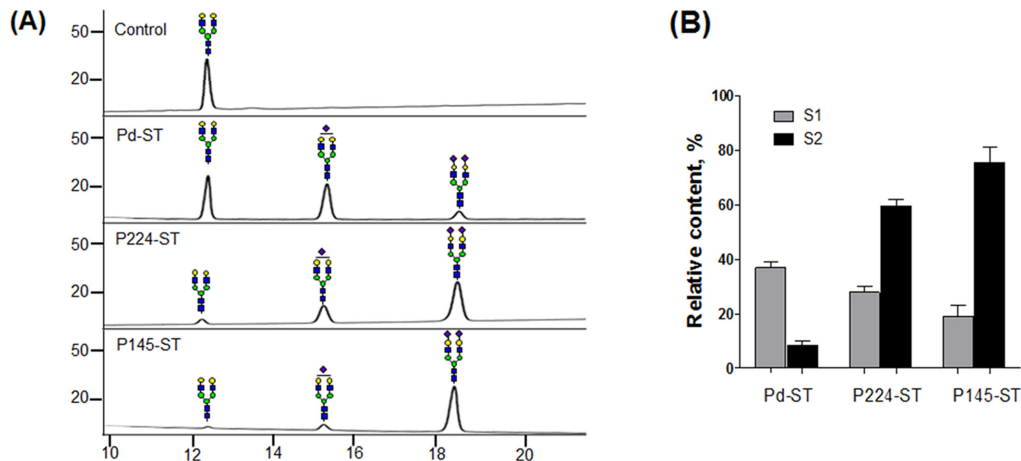 (A)
Control
50
20
Pd-ST
50
20
P224-ST
50
20
P145-ST
50
20
10 12 14 16 18 20
(B)
Relative content, %
100
80
60
40
20
0
S1
S2
Pd-ST P224-ST P145-ST